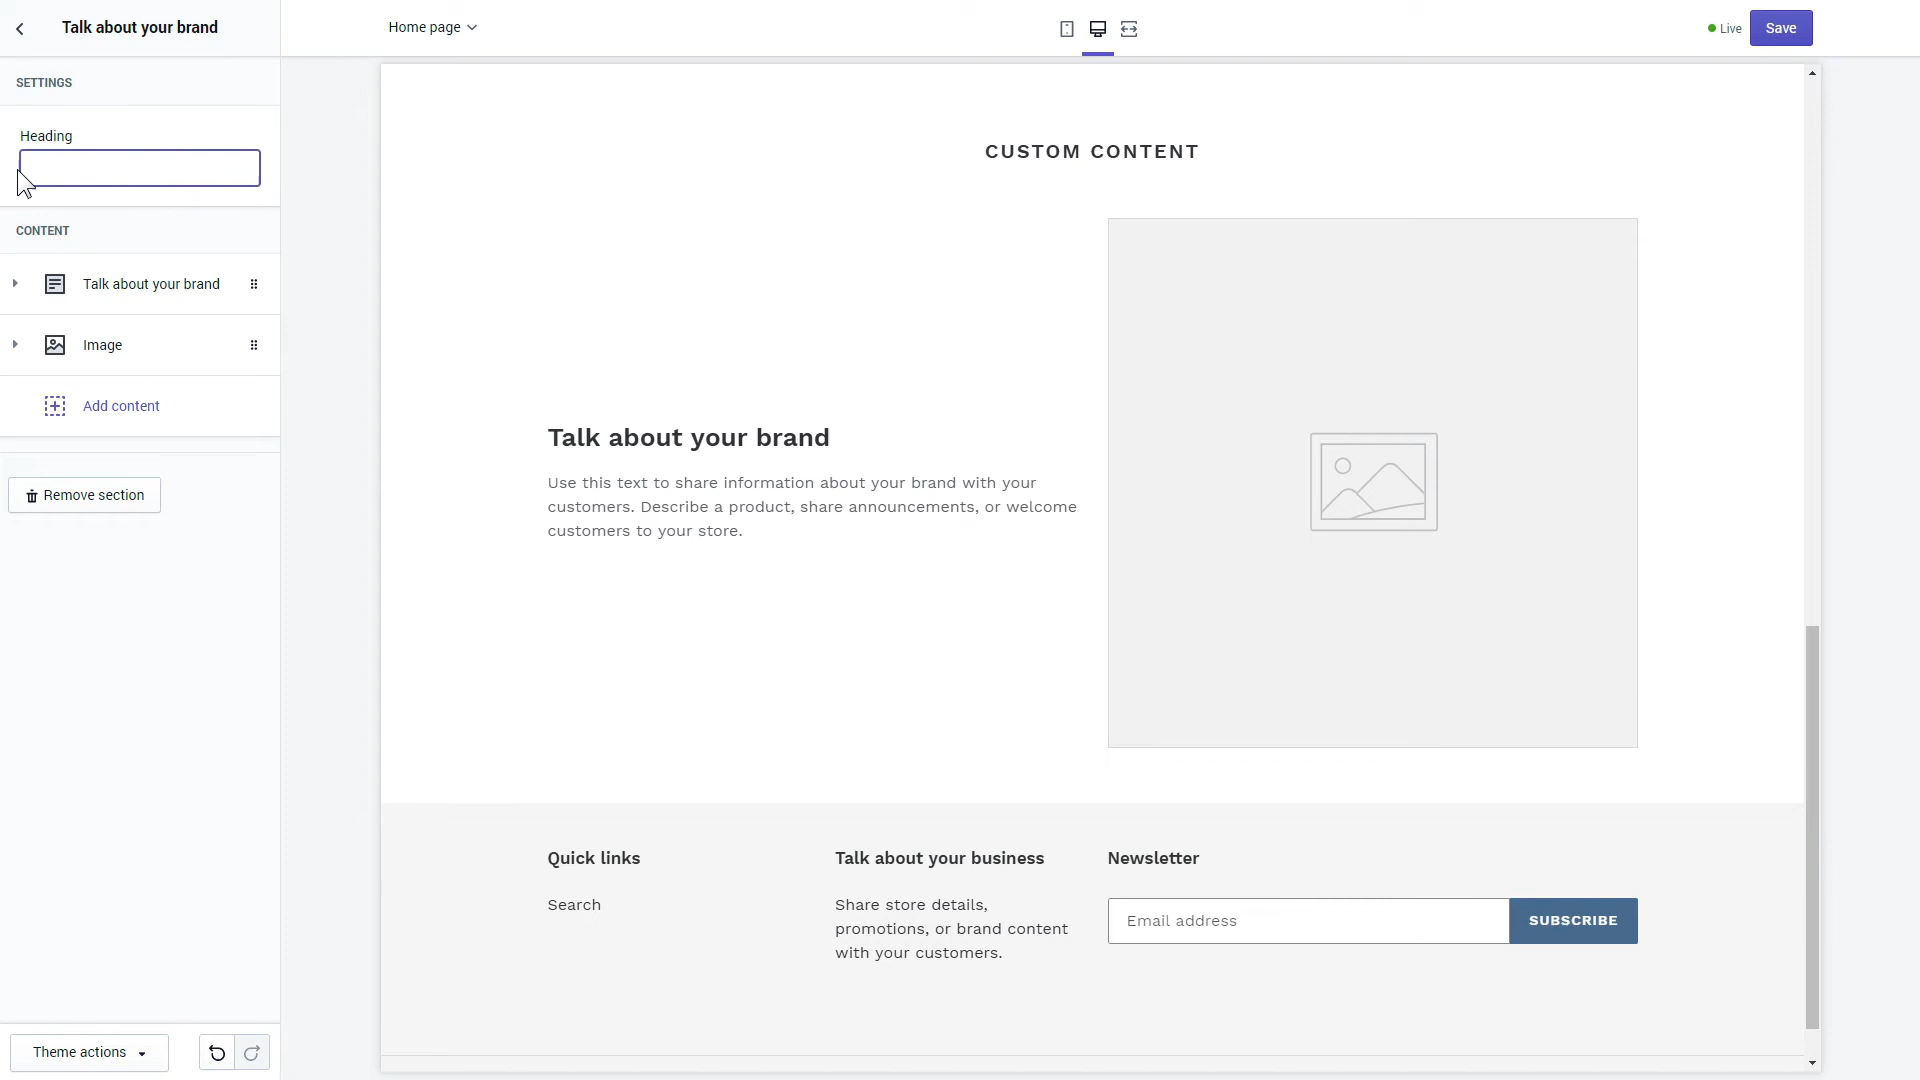 Talk about your brand
Home page
Live
Save
SETTINGS
Heading
CONTENT
Talk about your brand
Image
Add content
Remove section
CUSTOM CONTENT
Talk about your brand
Use this text to share information about your brand with your
customers. Describe a product, share announcements, or welcome
customers to your store.
Quick links
Search
Talk about your business
Share store details,
promotions, or brand content
with your customers.
Newsletter
Email address
SUBSCRIBE
Theme actions